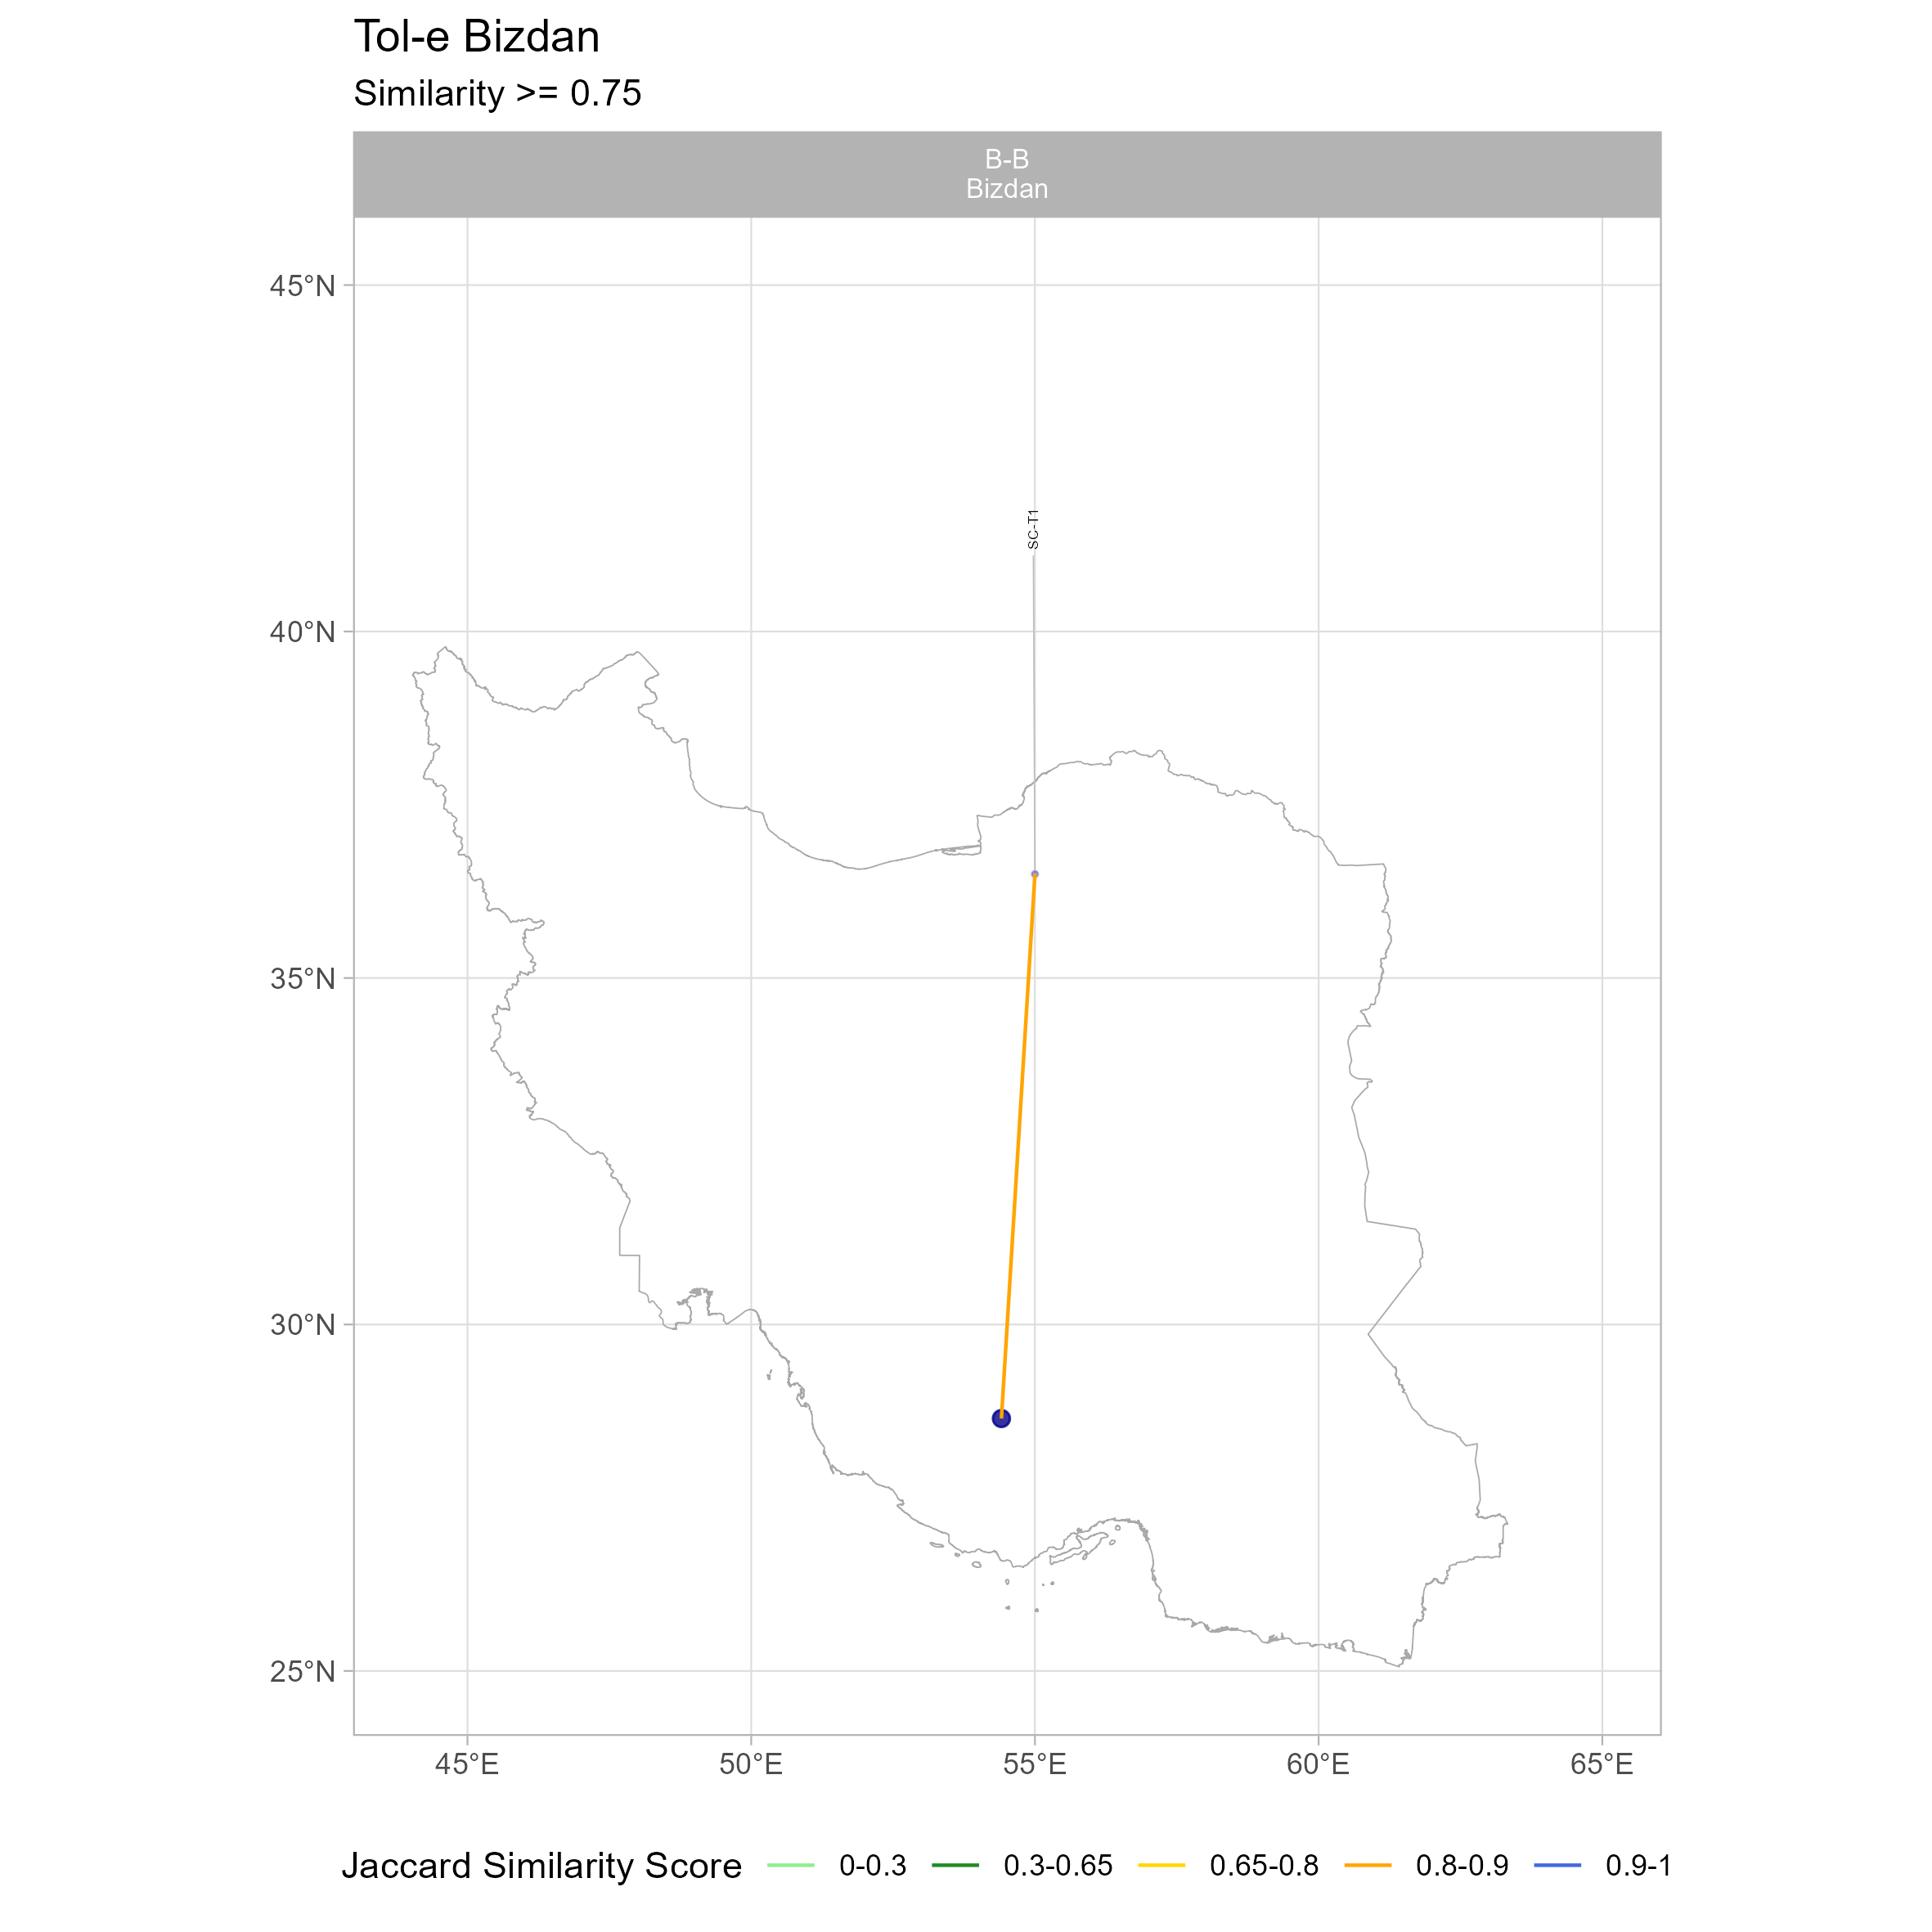 Tol-e Bizdan
Similarity >= 0.75
B-B
Bizdan
45°N
40°N
35°N
30°N
25°N
SC-T1
45°E
50°E
55°E
60°E
65°E
Jaccard Similarity Score
0-0.3
0.3-0.65
0.65-0.8
0.8-0.9
0.9-1